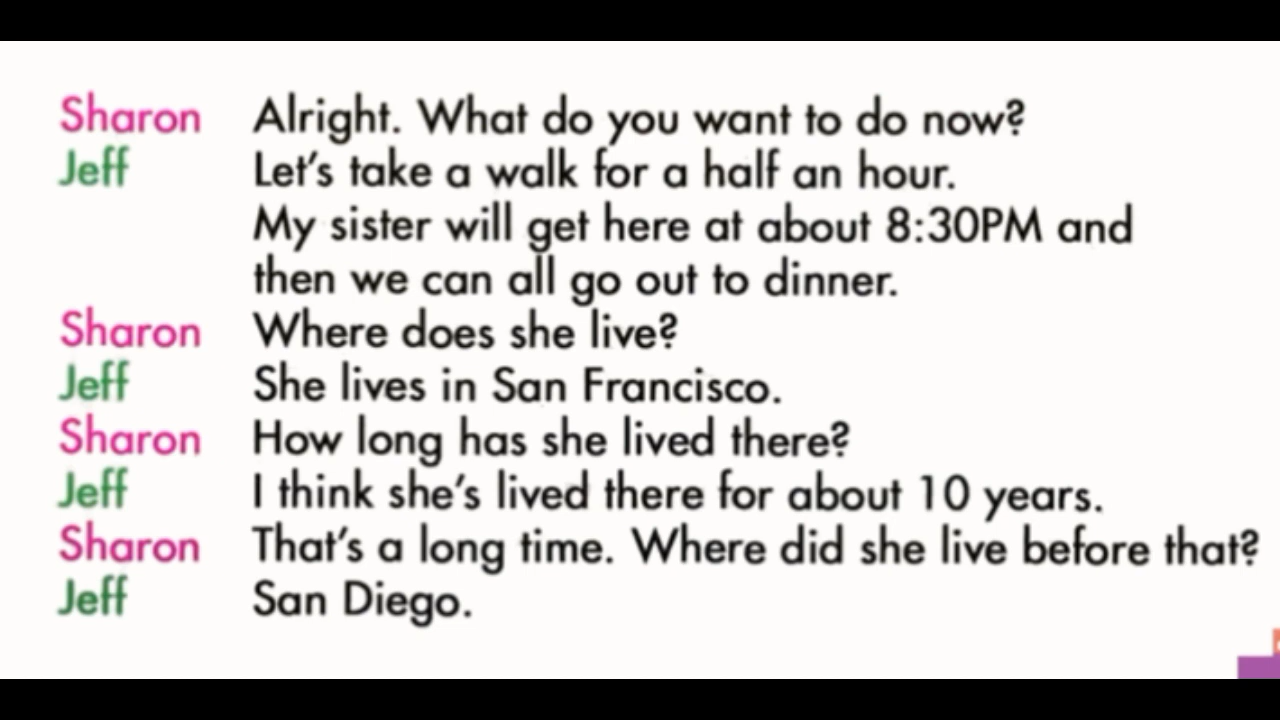 Sharon Alright. What do you want to do now?
Jeff Let's take a walk for a half an hour.
My sister will get here at about 8:30PM and
then we can all go out to dinner.
Sharon Where does she live?
Jeff She lives in San Francisco.
Sharon How long has she lived there?
Jeff I think she's lived there for about 10 years.
Sharon That's a long time. Where did she live before that?
Jeff San Diego.